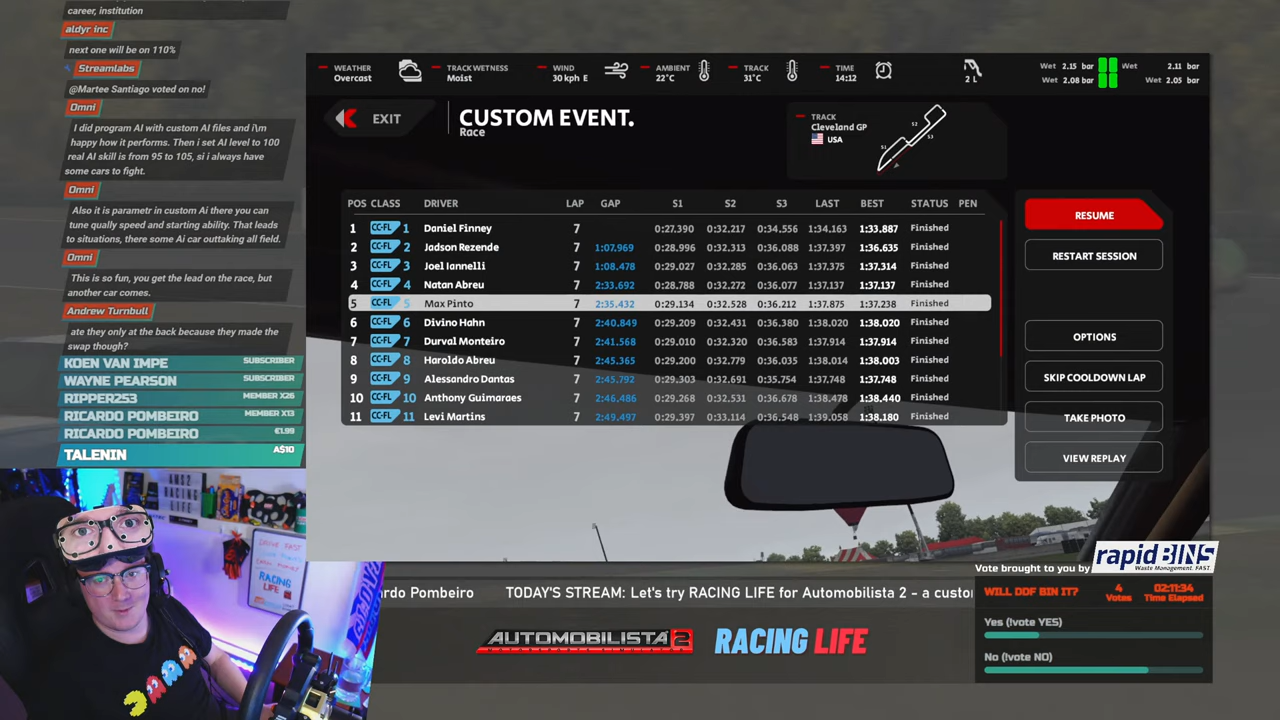 career, institution
aldyr inc
next one will be on 110%
Streamlabs
@Martee Santiago voted on no!
Omni
I did program AI with custom AI files and i\m
happy how it performs. Then i set AI level to 100
real AI skill is from 95 to 105, si i always have
some cars to fight.
Omni
Also it is parametr in custom Ai there you can
tune qually speed and starting ability. That leads
to situations, there some Ai car outtaking all field.
Omni
This is so fun, you get the lead on the race, but
another car comes.
Andrew Turnbull
ate they only at the back because they made the
swap though?
KOEN VAN IMPE SUBSCRIBER
WAYNE PEARSON SUBSCRIBER
RIPPER253 MEMBER X26
RICARDO POMBEIRO MEMBER X13
RICARDO POMBEIRO €1.99
TALENIN A$10
WEATHER Overcast
TRACK WETNESS Moist
WIND 30 kph E
AMBIENT 22°C
TRACK 31°C
TIME 14:12
2 L
Wet 2.15 bar Wet 2.11 bar
Wet 2.08 bar Wet 2.05 bar
EXIT
CUSTOM EVENT.
Race
TRACK
Cleveland GP
USA
S1 S2 S3
POS CLASS DRIVER LAP GAP S1 S2 S3 LAST BEST STATUS PEN
1 CC-FL 1 Daniel Finney 7 0:27.390 0:32.217 0:34.556 1:34.163 1:33.887 Finished
2 CC-FL 2 Jadson Rezende 7 1:07.969 0:28.996 0:32.313 0:36.088 1:37.397 1:36.635 Finished
3 CC-FL 3 Joel Iannelli 7 1:08.478 0:29.027 0:32.285 0:36.063 1:37.375 1:37.314 Finished
4 CC-FL 4 Natan Abreu 7 2:33.692 0:28.788 0:32.272 0:36.077 1:37.137 1:37.137 Finished
5 CC-FL 5 Max Pinto 7 2:35.432 0:29.134 0:32.528 0:36.212 1:37.875 1:37.238 Finished
6 CC-FL 6 Divino Hahn 7 2:40.849 0:29.209 0:32.431 0:36.380 1:38.020 1:38.020 Finished
7 CC-FL 7 Durval Monteiro 7 2:41.568 0:29.010 0:32.320 0:36.583 1:37.914 1:37.914 Finished
8 CC-FL 8 Haroldo Abreu 7 2:45.365 0:29.200 0:32.779 0:36.035 1:38.014 1:38.003 Finished
9 CC-FL 9 Alessandro Dantas 7 2:45.792 0:29.303 0:32.691 0:35.754 1:37.748 1:37.748 Finished
10 CC-FL 10 Anthony Guimaraes 7 2:46.486 0:29.268 0:32.531 0:36.678 1:38.478 1:38.440 Finished
11 CC-FL 11 Levi Martins 7 2:49.497 0:29.397 0:33.114 0:36.548 1:39.058 1:38.180 Finished
RESUME
RESTART SESSION
OPTIONS
SKIP COOLDOWN LAP
TAKE PHOTO
VIEW REPLAY
Vote brought to you by rapidBINS
Waste Management. FAST.
WILL DDF BIN IT? 4 Votes 02:11:34 Time Elapsed
Yes (!vote YES)
No (!vote NO)
ardo Pombeiro TODAY'S STREAM: Let's try RACING LIFE for Automobilista 2 - a custo
AUTOMOBILISTA 2 RACING LIFE
RACING
LIFE